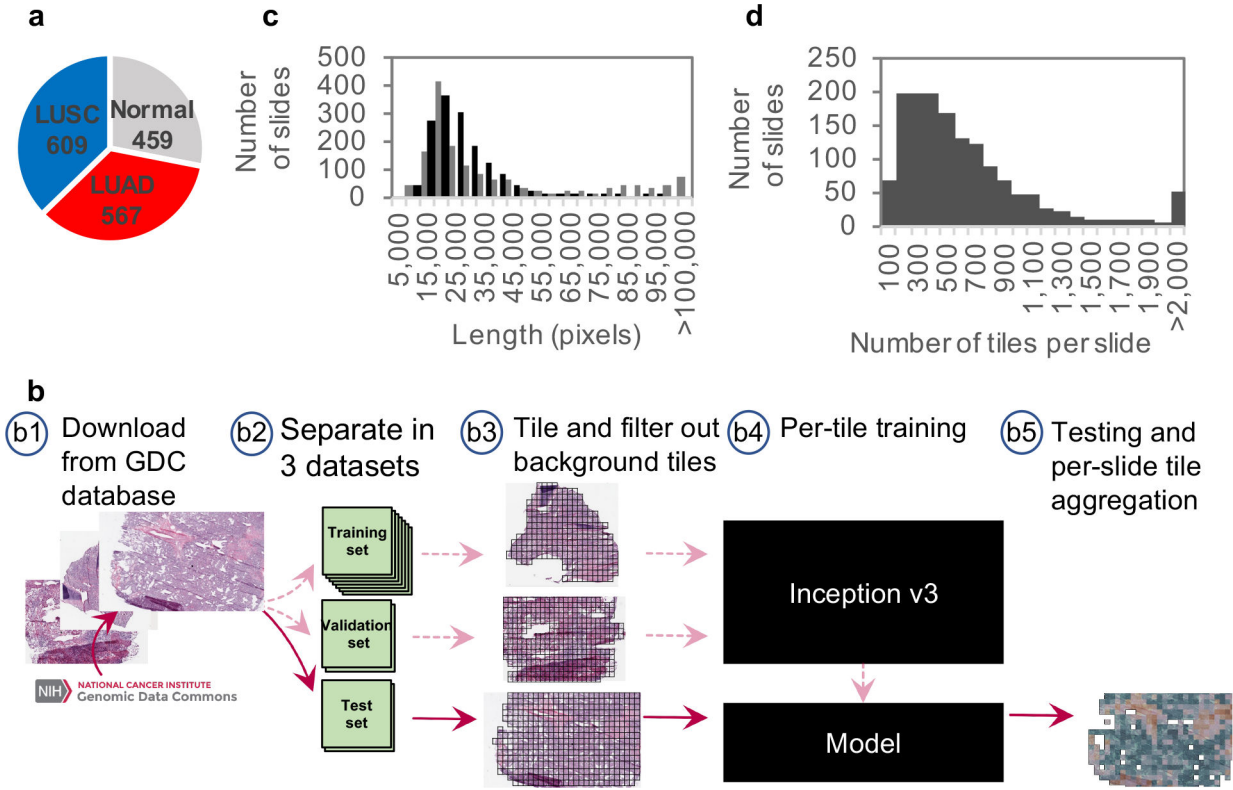 a
LUSC
609
Normal
459
LUAD
567
c
Number
of slides
500
400
300
200
100
0
5,000
15,000
25,000
35,000
45,000
55,000
65,000
75,000
85,000
95,000
>100,000
Length (pixels)
d
Number
of slides
250
200
150
100
50
0
100
300
500
700
900
1,100
1,300
1,500
1,700
1,900
>2,000
Number of tiles per slide
b
b1 Download
from GDC
database
NIH NATIONAL CANCER INSTITUTE
Genomic Data Commons
b2 Separate in
3 datasets
Training
set
Validation
set
Test
set
b3 Tile and filter out
background tiles
b4 Per-tile training
Inception v3
Model
b5 Testing and
per-slide tile
aggregation